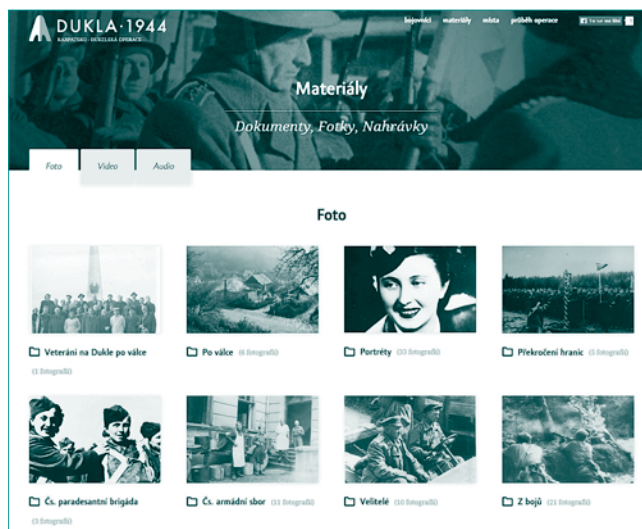 DUKLA·1944
KARPATSKO-DUKELSKÁ OPERACE
bojovníci materiály místa průběh operace
Materiály
Dokumenty, Fotky, Nahrávky
Foto Video Audio
Foto
Veteráni na Dukle po válce
(1 fotografií)
Po válce (6 fotografií)
Portréty (33 fotografií)
Překročení hranic (5 fotografií)
Čs. paradesantní brigáda
(3 fotografií)
Čs. armádní sbor (11 fotografií)
Velitelé (10 fotografií)
Z bojů (21 fotografií)